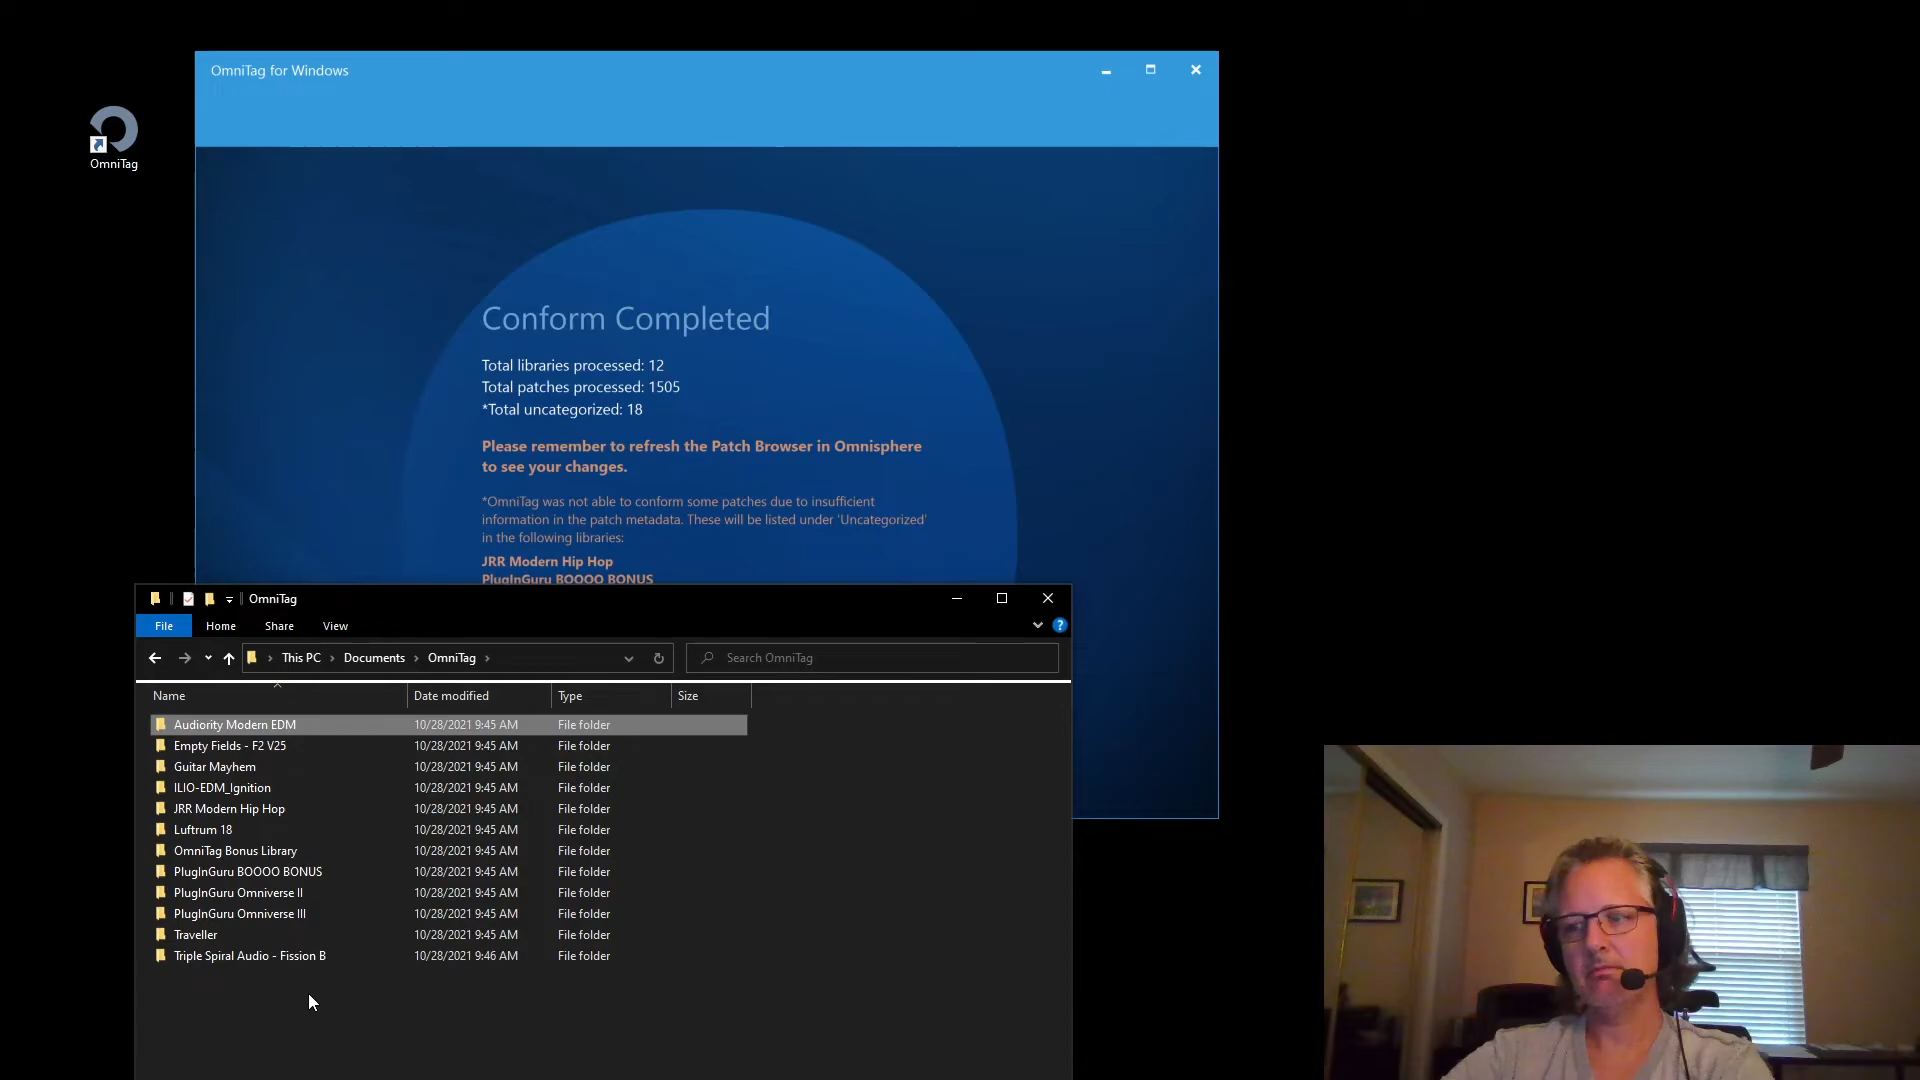 OmniTag for Windows
OmniTag
Conform Completed
Total libraries processed: 12
Total patches processed: 1505
*Total uncategorized: 18
Please remember to refresh the Patch Browser in Omnisphere
to see your changes.
*OmniTag was not able to conform some patches due to insufficient
information in the patch metadata. These will be listed under 'Uncategorized'
in the following libraries:
JRR Modern Hip Hop
PlugInGuru BOOOO BONUS
OmniTag
File Home Share View
This PC Documents OmniTag
Search OmniTag
Name Date modified Type Size
Audiority Modern EDM 10/28/2021 9:45 AM File folder
Empty Fields - F2 V25 10/28/2021 9:45 AM File folder
Guitar Mayhem 10/28/2021 9:45 AM File folder
ILIO-EDM_Ignition 10/28/2021 9:45 AM File folder
JRR Modern Hip Hop 10/28/2021 9:45 AM File folder
Luftrum 18 10/28/2021 9:45 AM File folder
OmniTag Bonus Library 10/28/2021 9:45 AM File folder
PlugInGuru BOOOO BONUS 10/28/2021 9:45 AM File folder
PlugInGuru Omniverse II 10/28/2021 9:45 AM File folder
PlugInGuru Omniverse III 10/28/2021 9:45 AM File folder
Traveller 10/28/2021 9:45 AM File folder
Triple Spiral Audio - Fission B 10/28/2021 9:46 AM File folder